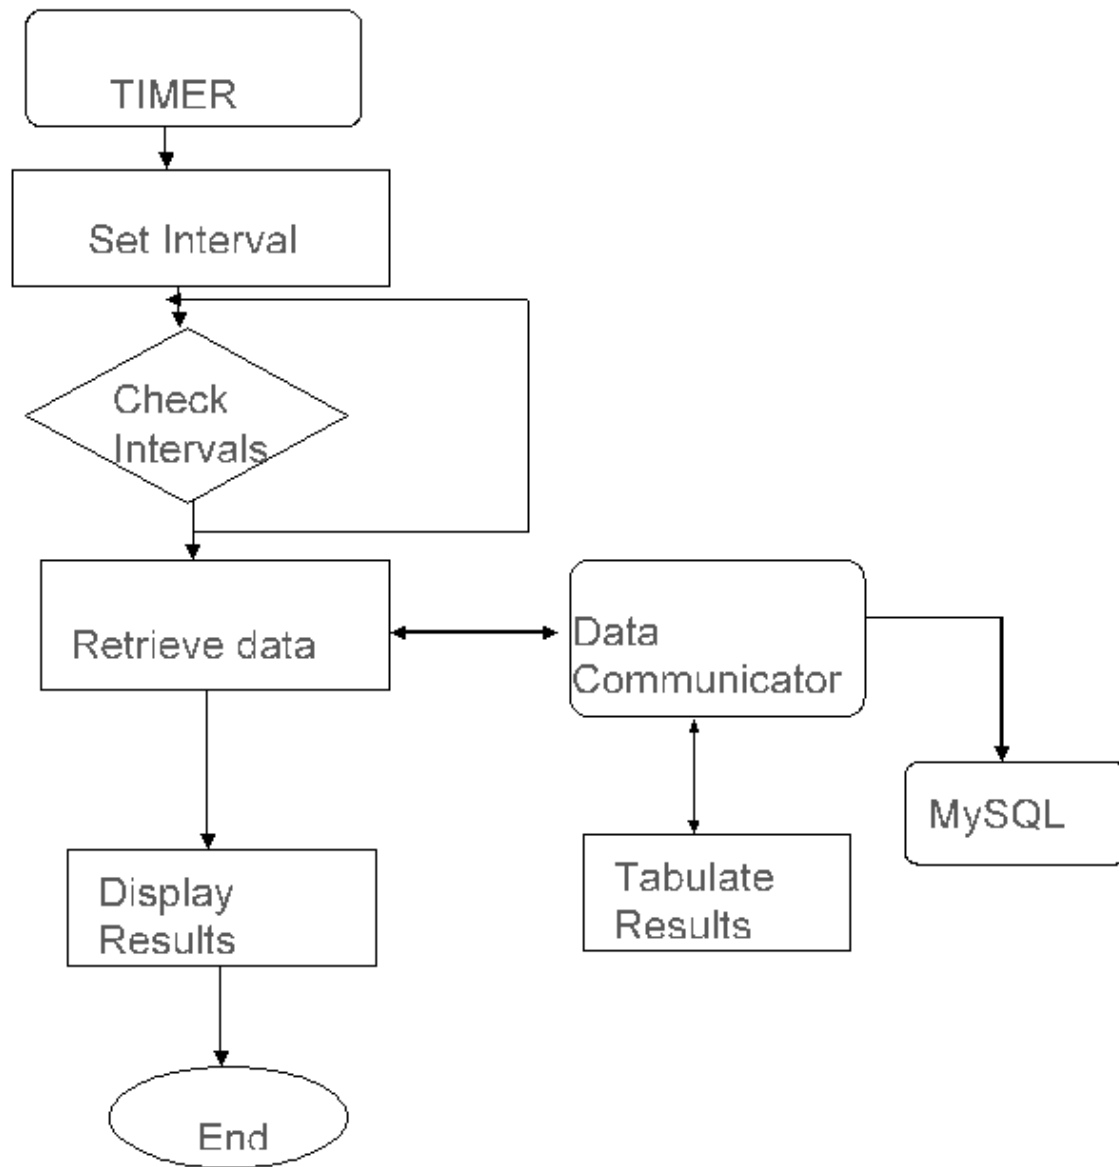 TIMER
Set Interval
Check
Intervals
Retrieve data
Data
Communicator
MySQL
Display
Results
Tabulate
Results
End